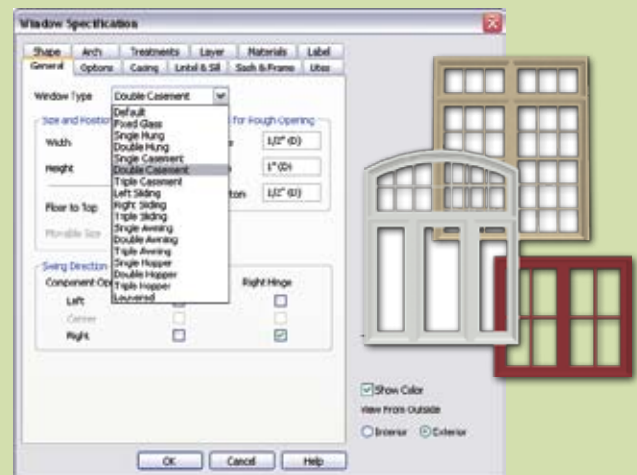 Window Specification
Shape Arch Treatments Layer Materials Label
General Options Casing Lintel & Sill Sash & Frame Lites
Window Type Double Casement
Default
Fixed Glass
Single Hung
Double Hung
Single Casement
Double Casement
Triple Casement
Left Sliding
Right Sliding
Triple Sliding
Single Awning
Double Awning
Triple Awning
Single Hopper
Double Hopper
Triple Hopper
Louvered
Size and Position
for Rough Opening
Width
1/2" (D)
Height
1" (D)
1/2" (D)
Floor to Top
Movable Size
Swing Direction
Component
Right Hinge
Left
Center
Right
Show Color
View From Outside
Interior Exterior
OK Cancel Help